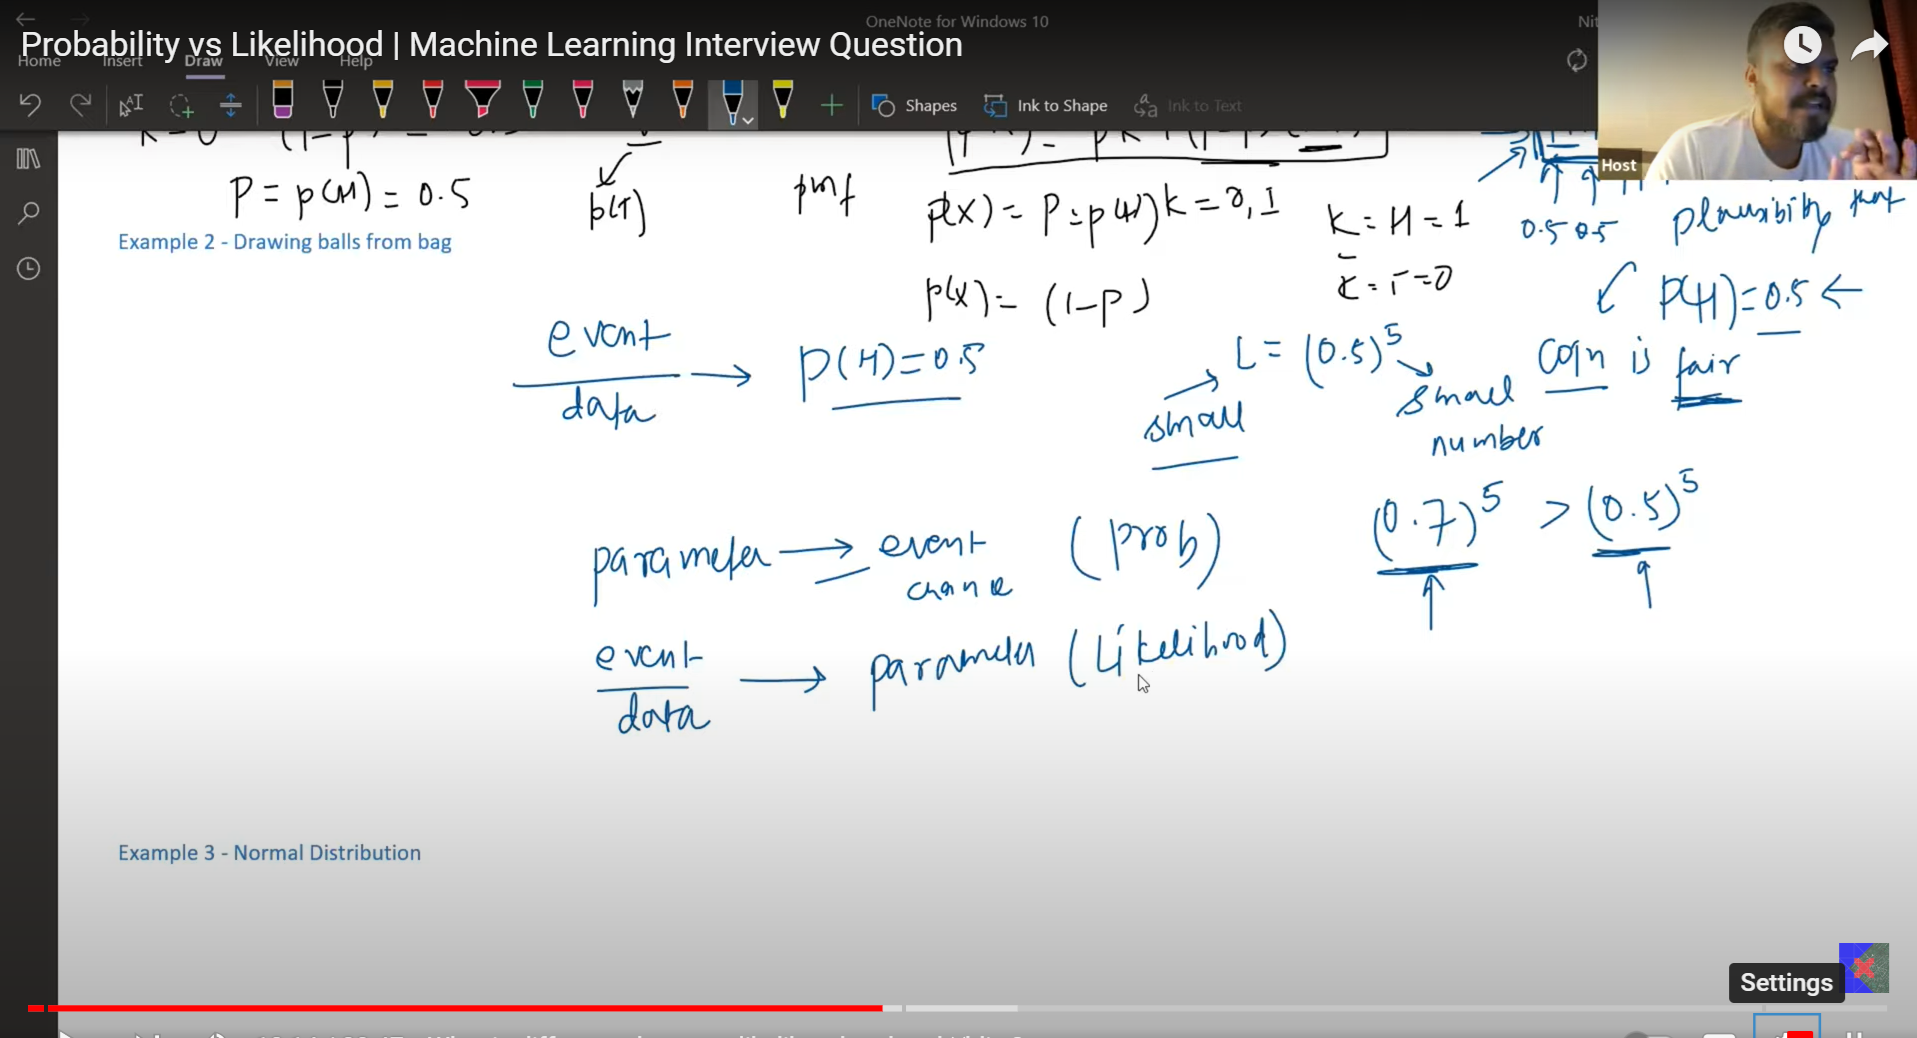 OneNote for Windows 10
Probability vs Likelihood | Machine Learning Interview Question
Home Insert Draw View Help
Shapes Ink to Shape Ink to Text
Host
P = p(H) = 0.5
p(T)
pmf
p(X) = P = p(H) K = 0, 1
K = H = 1
0.5 0.5
plausibility that
Example 2 - Drawing balls from bag
p(X) = (1-P)
K = T = 0
P(H) = 0.5 ←
event
data
→ P(H) = 0.5
L = (0.5)^5
small
small number
Coin is fair
(0.7)^5 > (0.5)^5
parameter → event (prob)
chance
event
data
→ parameter (Likelihood)
Example 3 - Normal Distribution
Settings